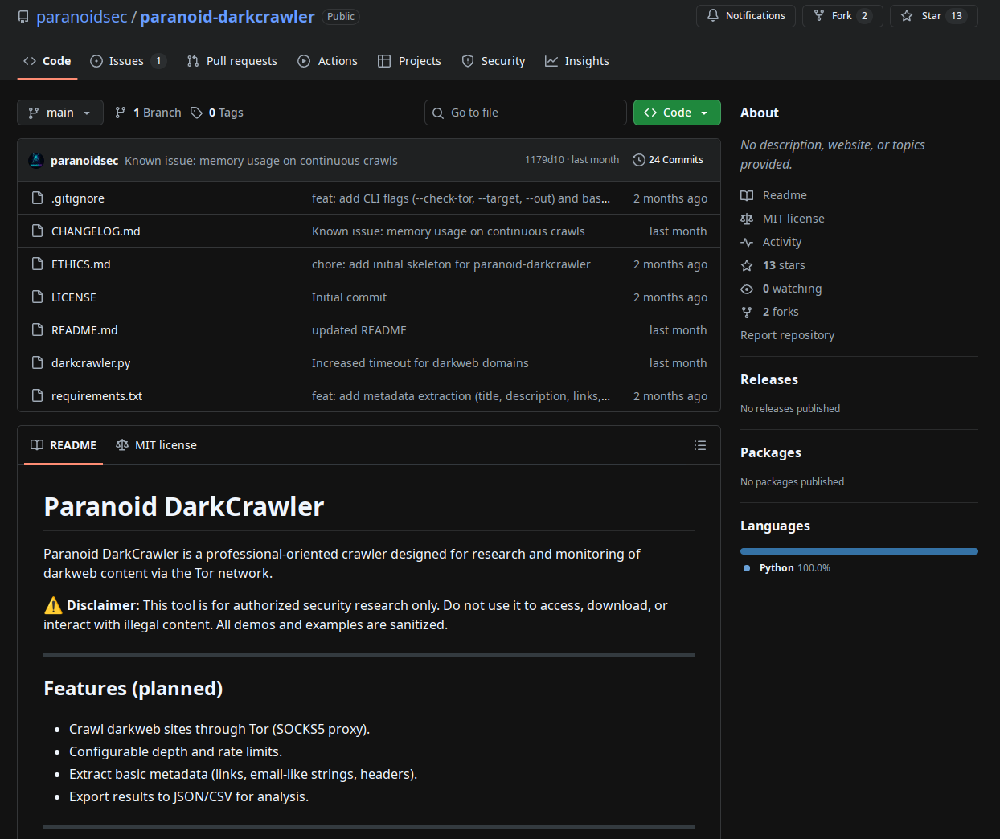 paranoidsec / paranoid-darkcrawler Public
Notifications Fork 2 Star 13
Code Issues 1 Pull requests Actions Projects Security Insights
main 1 Branch 0 Tags Go to file Code
paranoidsec Known issue: memory usage on continuous crawls 1179d10 · last month 24 Commits
.gitignore feat: add CLI flags (--check-tor, --target, --out) and bas... 2 months ago
CHANGELOG.md Known issue: memory usage on continuous crawls last month
ETHICS.md chore: add initial skeleton for paranoid-darkcrawler 2 months ago
LICENSE Initial commit 2 months ago
README.md updated README last month
darkcrawler.py Increased timeout for darkweb domains last month
requirements.txt feat: add metadata extraction (title, description, links,... 2 months ago
README MIT license
Paranoid DarkCrawler
Paranoid DarkCrawler is a professional-oriented crawler designed for research and monitoring of
darkweb content via the Tor network.
⚠️ Disclaimer: This tool is for authorized security research only. Do not use it to access, download, or
interact with illegal content. All demos and examples are sanitized.
Features (planned)
• Crawl darkweb sites through Tor (SOCKS5 proxy).
• Configurable depth and rate limits.
• Extract basic metadata (links, email-like strings, headers).
• Export results to JSON/CSV for analysis.
About
No description, website, or topics
provided.
Readme
MIT license
Activity
13 stars
0 watching
2 forks
Report repository
Releases
No releases published
Packages
No packages published
Languages
Python 100.0%